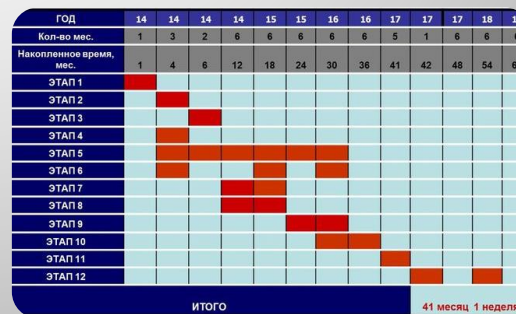 ГОД 14 14 14 14 15 15 16 16 17 17 17 18
Кол-во мес. 1 3 2 6 6 6 6 6 5 1 6 6
Накопленное время, мес. 1 4 6 12 18 24 30 36 41 42 48 54
ЭТАП 1
ЭТАП 2
ЭТАП 3
ЭТАП 4
ЭТАП 5
ЭТАП 6
ЭТАП 7
ЭТАП 8
ЭТАП 9
ЭТАП 10
ЭТАП 11
ЭТАП 12
ИТОГО 41 месяц 1 неделя